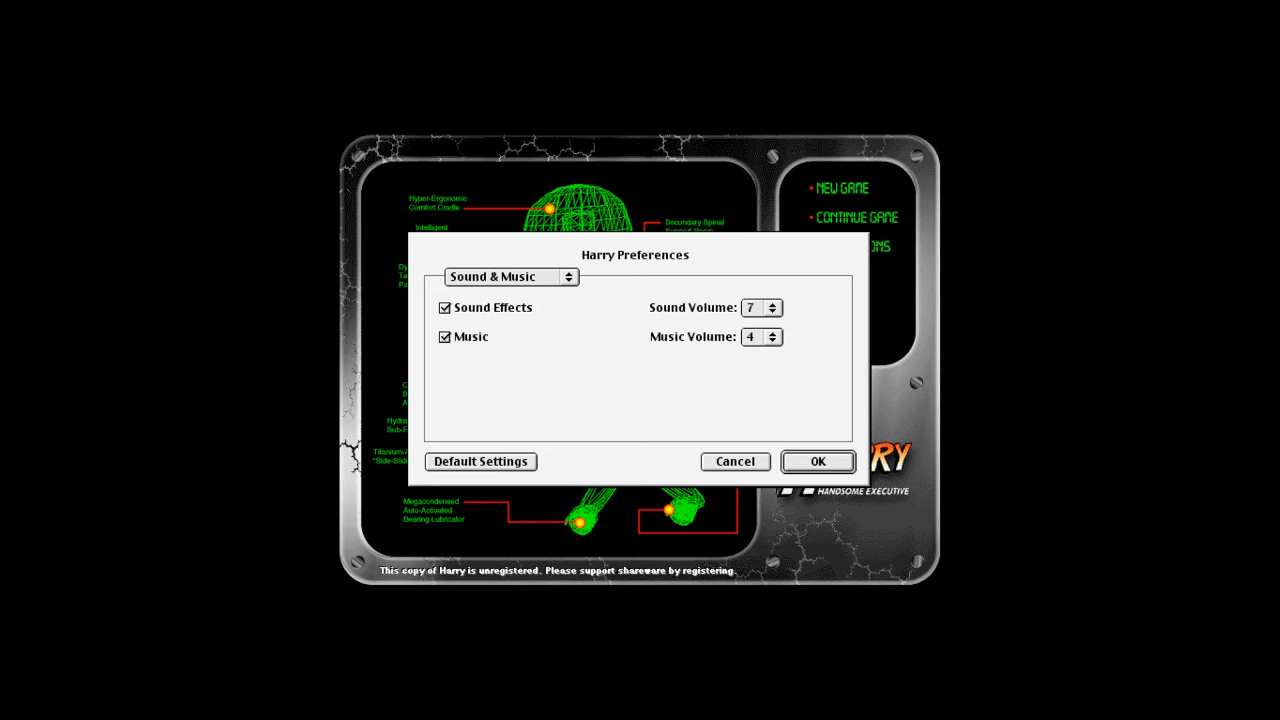 Hyper-Ergonomic
Comfort Cradle
NEW GAME
CONTINUE GAME
Secondary Spinal
Intelligent
Harry Preferences
Sound & Music
Sound Effects
Sound Volume: 7
Music
Music Volume: 4
Default Settings
Cancel
OK
HANDSOME EXECUTIVE
Megacondensed
Auto-Activated
Bearing Lubricator
This copy of Harry is unregistered. Please support shareware by registering.